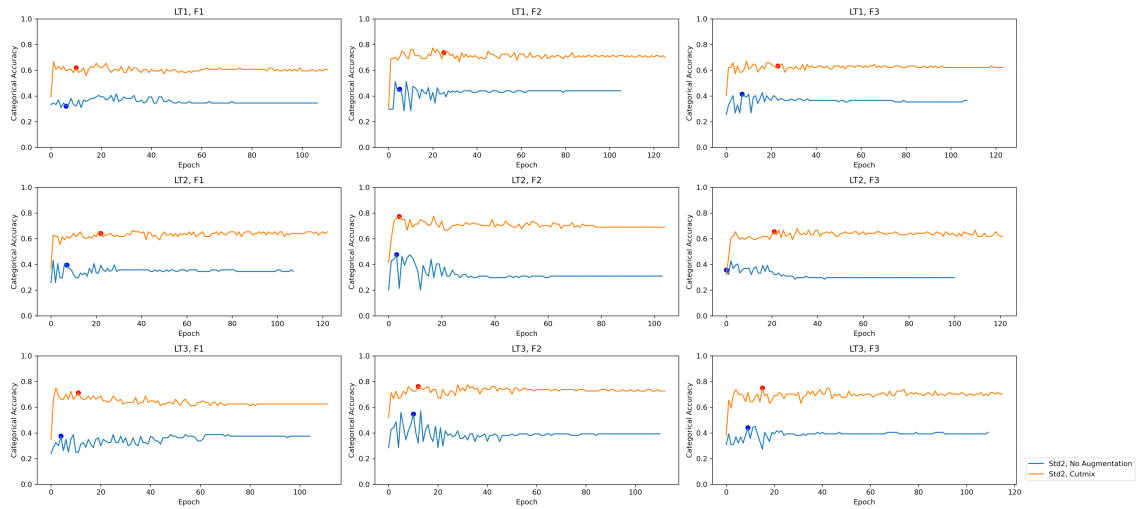 LT1, F1
1.0
0.8
0.6
0.4
0.2
0.0
Categorical Accuracy
0 20 40 60 80 100
Epoch
LT1, F2
1.0
0.8
0.6
0.4
0.2
0.0
Categorical Accuracy
0 20 40 60 80 100 120
Epoch
LT1, F3
1.0
0.8
0.6
0.4
0.2
0.0
Categorical Accuracy
0 20 40 60 80 100 120
Epoch
LT2, F1
1.0
0.8
0.6
0.4
0.2
0.0
Categorical Accuracy
0 20 40 60 80 100 120
Epoch
LT2, F2
1.0
0.8
0.6
0.4
0.2
0.0
Categorical Accuracy
0 20 40 60 80 100
Epoch
LT2, F3
1.0
0.8
0.6
0.4
0.2
0.0
Categorical Accuracy
0 20 40 60 80 100 120
Epoch
LT3, F1
1.0
0.8
0.6
0.4
0.2
0.0
Categorical Accuracy
0 20 40 60 80 100
Epoch
LT3, F2
1.0
0.8
0.6
0.4
0.2
0.0
Categorical Accuracy
0 20 40 60 80 100
Epoch
LT3, F3
1.0
0.8
0.6
0.4
0.2
0.0
Categorical Accuracy
0 20 40 60 80 100 120
Epoch
Std2, No Augmentation
Std2, Cutmix